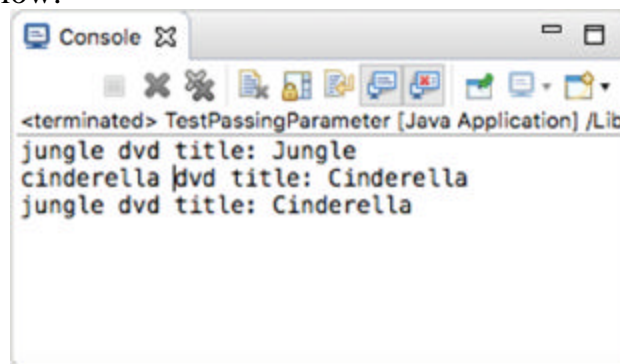 Console
<terminated> TestPassingParameter [Java Application] /Lib
jungle dvd title: Jungle
cinderella dvd title: Cinderella
jungle dvd title: Cinderella